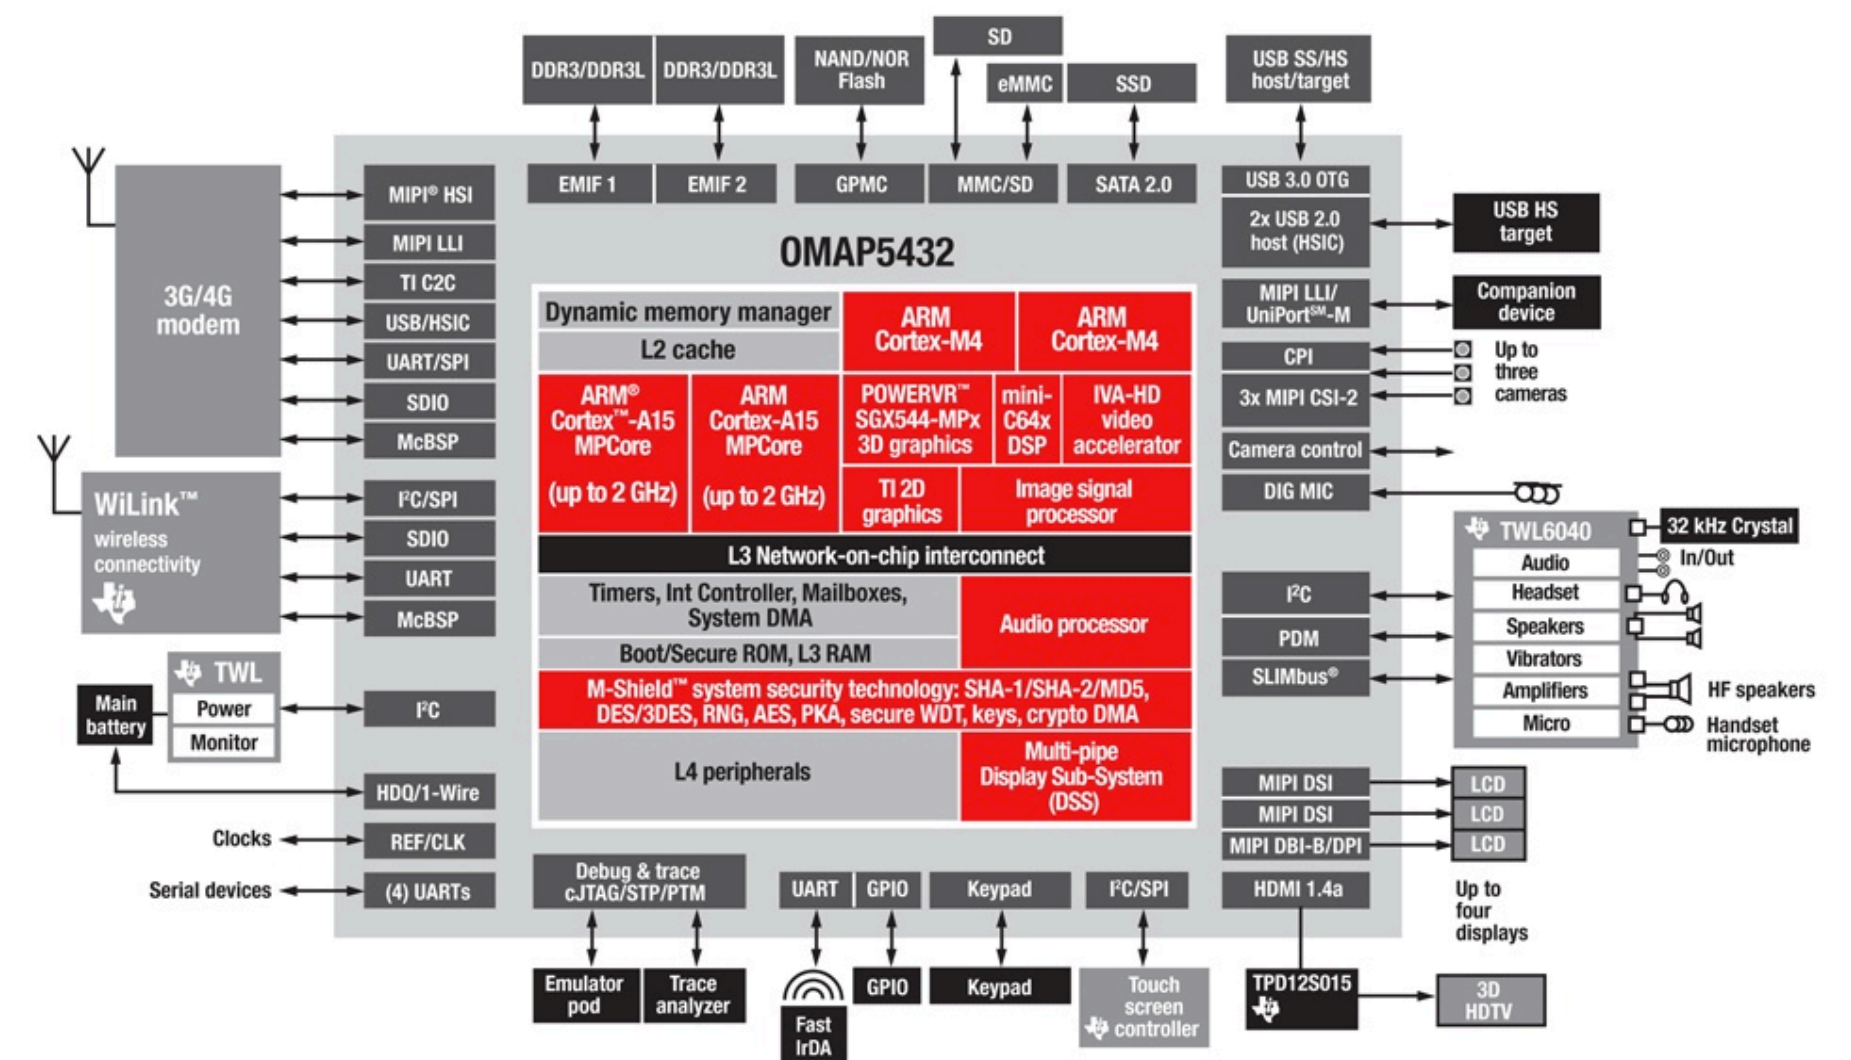 SD
DDR3/DDR3L
DDR3/DDR3L
NAND/NOR
Flash
eMMC
SSD
USB SS/HS
host/target
EMIF 1
EMIF 2
GPMC
MMC/SD
SATA 2.0
USB 3.0 OTG
2x USB 2.0
host (HSIC)
USB HS
target
MIPI LLI/
UniPort℠-M
Companion
device
CPI
3x MIPI CSI-2
Up to
three
cameras
Camera control
DIG MIC
3G/4G
modem
MIPI® HSI
MIPI LLI
TI C2C
USB/HSIC
UART/SPI
SDIO
McBSP
WiLink™
wireless
connectivity
I²C/SPI
SDIO
UART
McBSP
TWL
Power
Monitor
Main
battery
I²C
HDQ/1-Wire
Clocks
REF/CLK
Serial devices
(4) UARTs
OMAP5432
Dynamic memory manager
L2 cache
ARM
Cortex-M4
ARM
Cortex-M4
ARM®
Cortex™-A15
MPCore
(up to 2 GHz)
ARM
Cortex-A15
MPCore
(up to 2 GHz)
POWERVR™
SGX544-MPx
3D graphics
mini-
C64x
DSP
IVA-HD
video
accelerator
TI 2D
graphics
Image signal
processor
L3 Network-on-chip interconnect
Timers, Int Controller, Mailboxes,
System DMA
Boot/Secure ROM, L3 RAM
Audio processor
M-Shield™ system security technology: SHA-1/SHA-2/MD5,
DES/3DES, RNG, AES, PKA, secure WDT, keys, crypto DMA
L4 peripherals
Multi-pipe
Display Sub-System
(DSS)
TWL6040
Audio
Headset
Speakers
Vibrators
Amplifiers
Micro
32 kHz Crystal
In/Out
HF speakers
Handset
microphone
I²C
PDM
SLIMbus®
MIPI DSI
MIPI DSI
MIPI DBI-B/DPI
HDMI 1.4a
LCD
LCD
LCD
Up to
four
displays
TPD12S015
3D
HDTV
Debug & trace
cJTAG/STP/PTM
UART
GPIO
Keypad
I²C/SPI
Emulator
pod
Trace
analyzer
Fast
IrDA
GPIO
Keypad
Touch
screen
controller